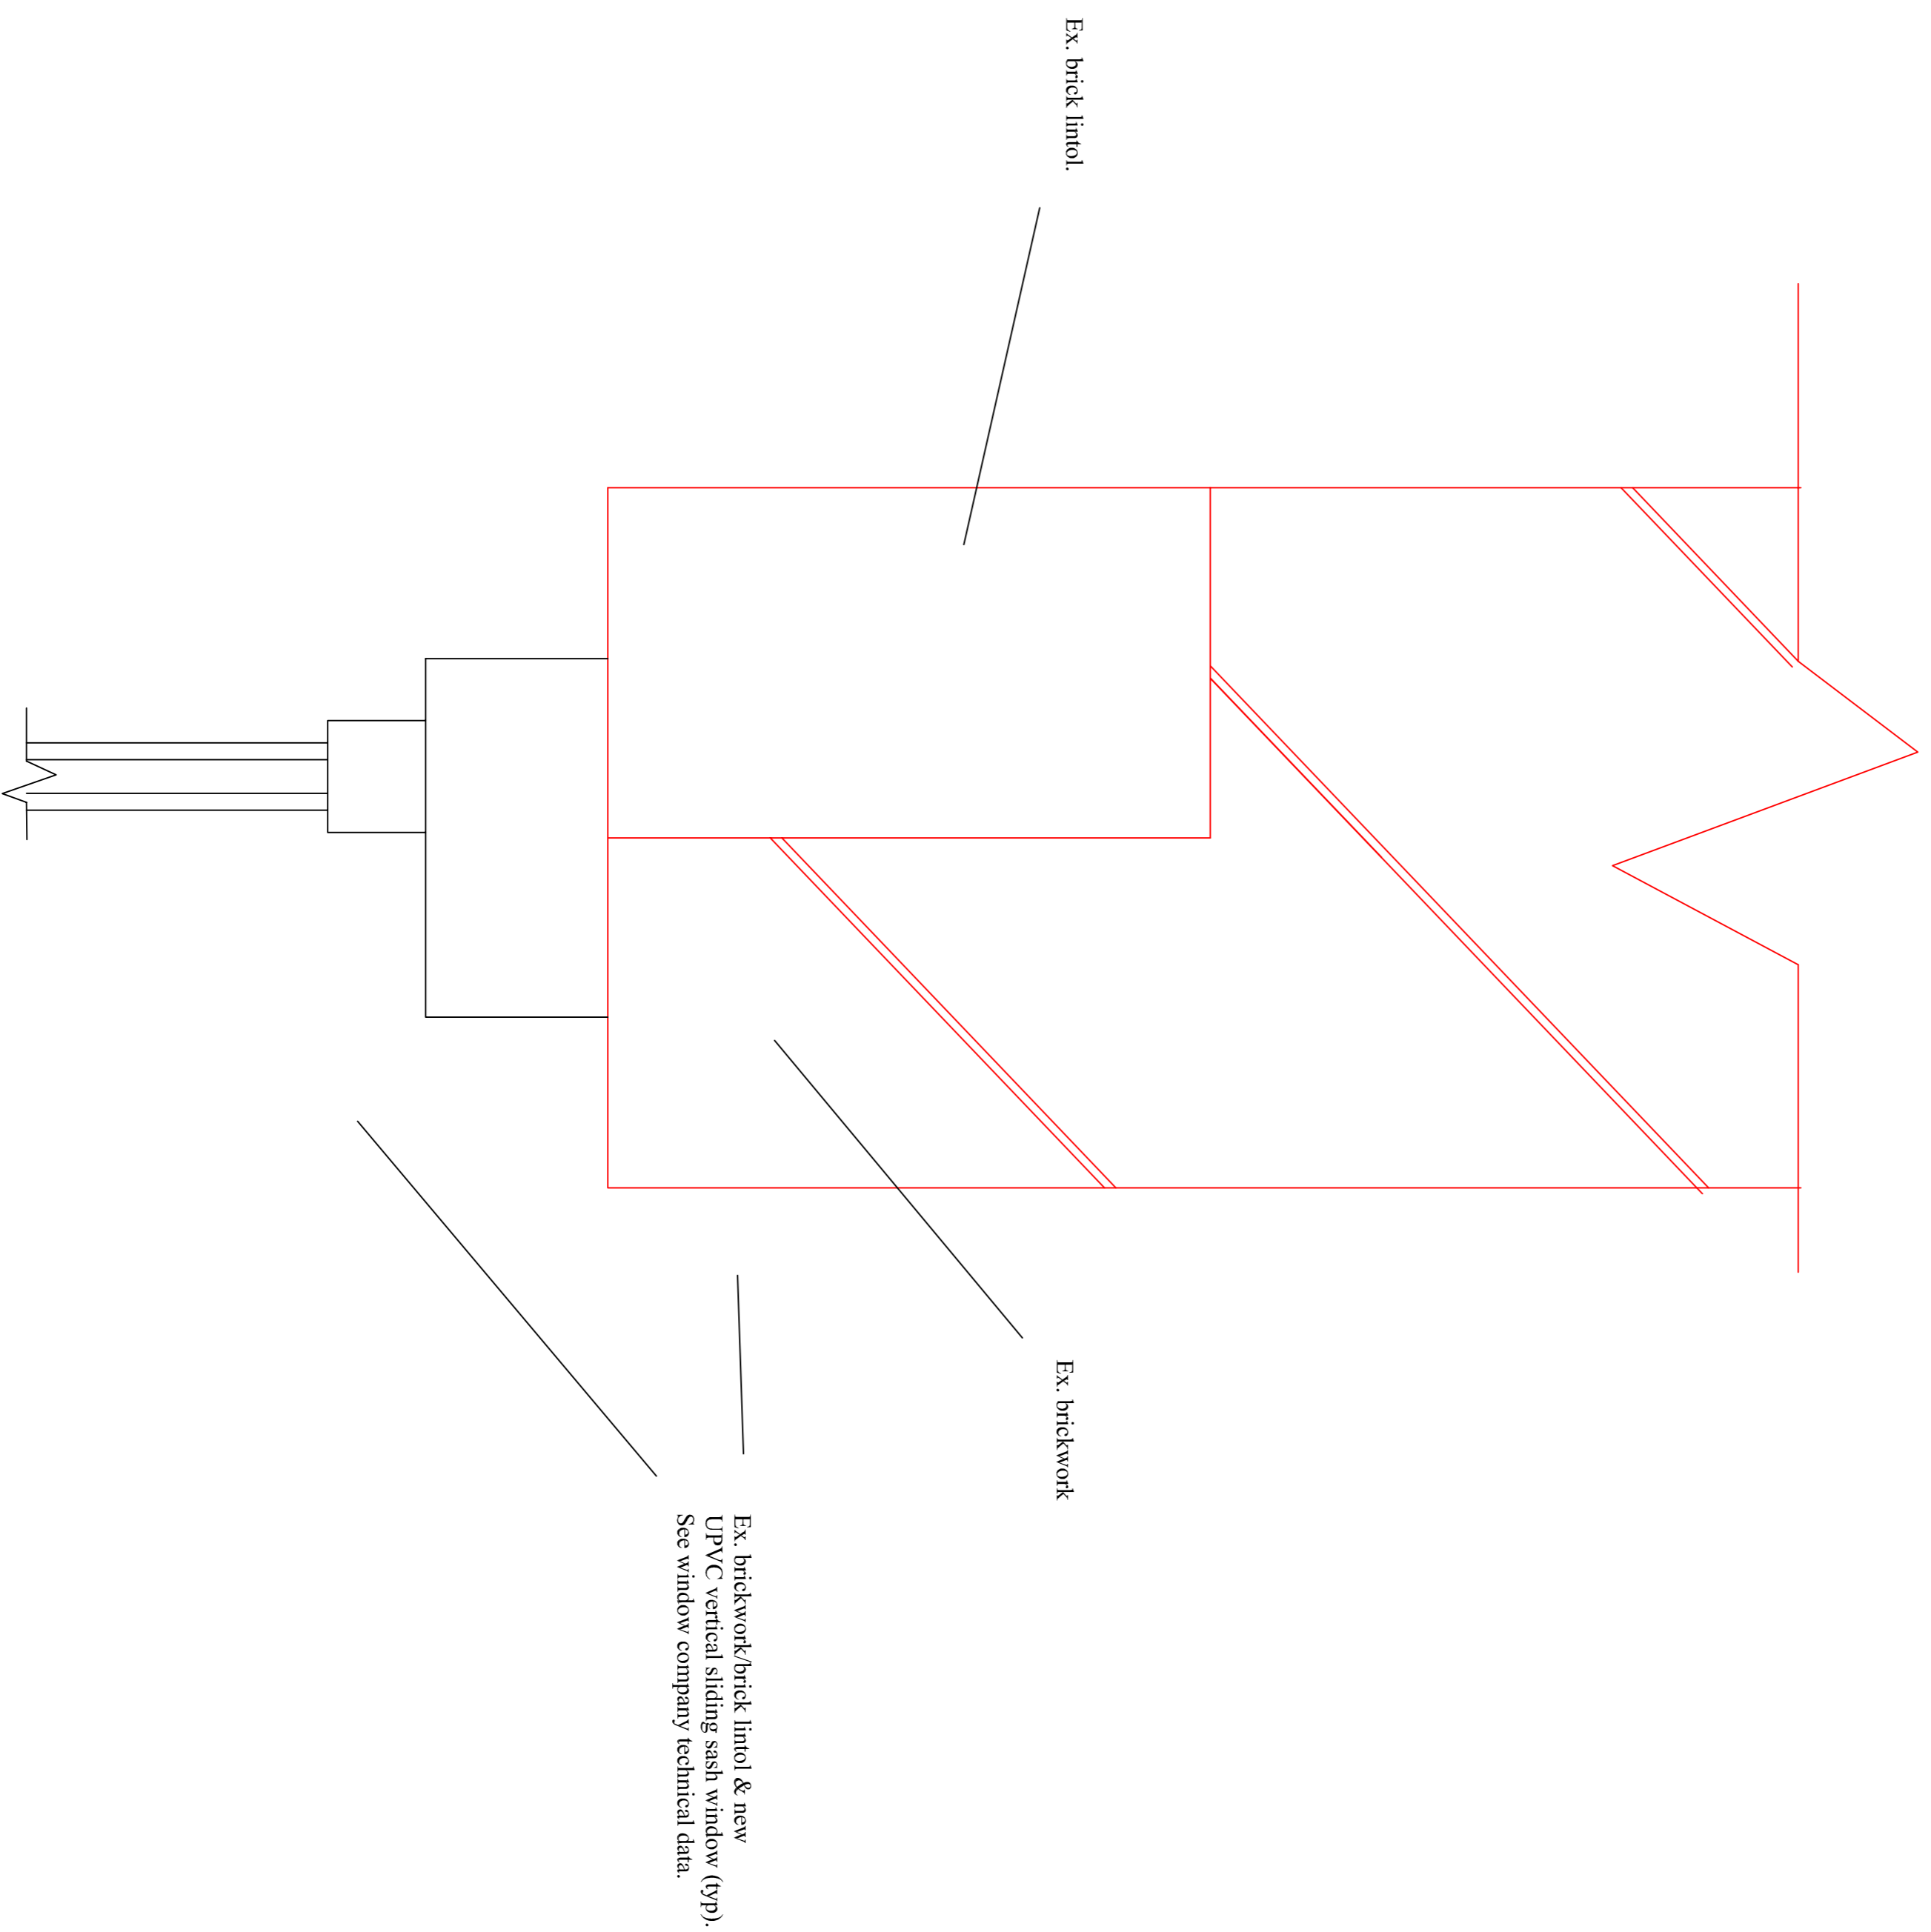 Ex. brick lintol.
Ex. brickwork
Ex. brickwork/brick lintol & new
UPVC vertical sliding sash window (typ).
See window company technical data.